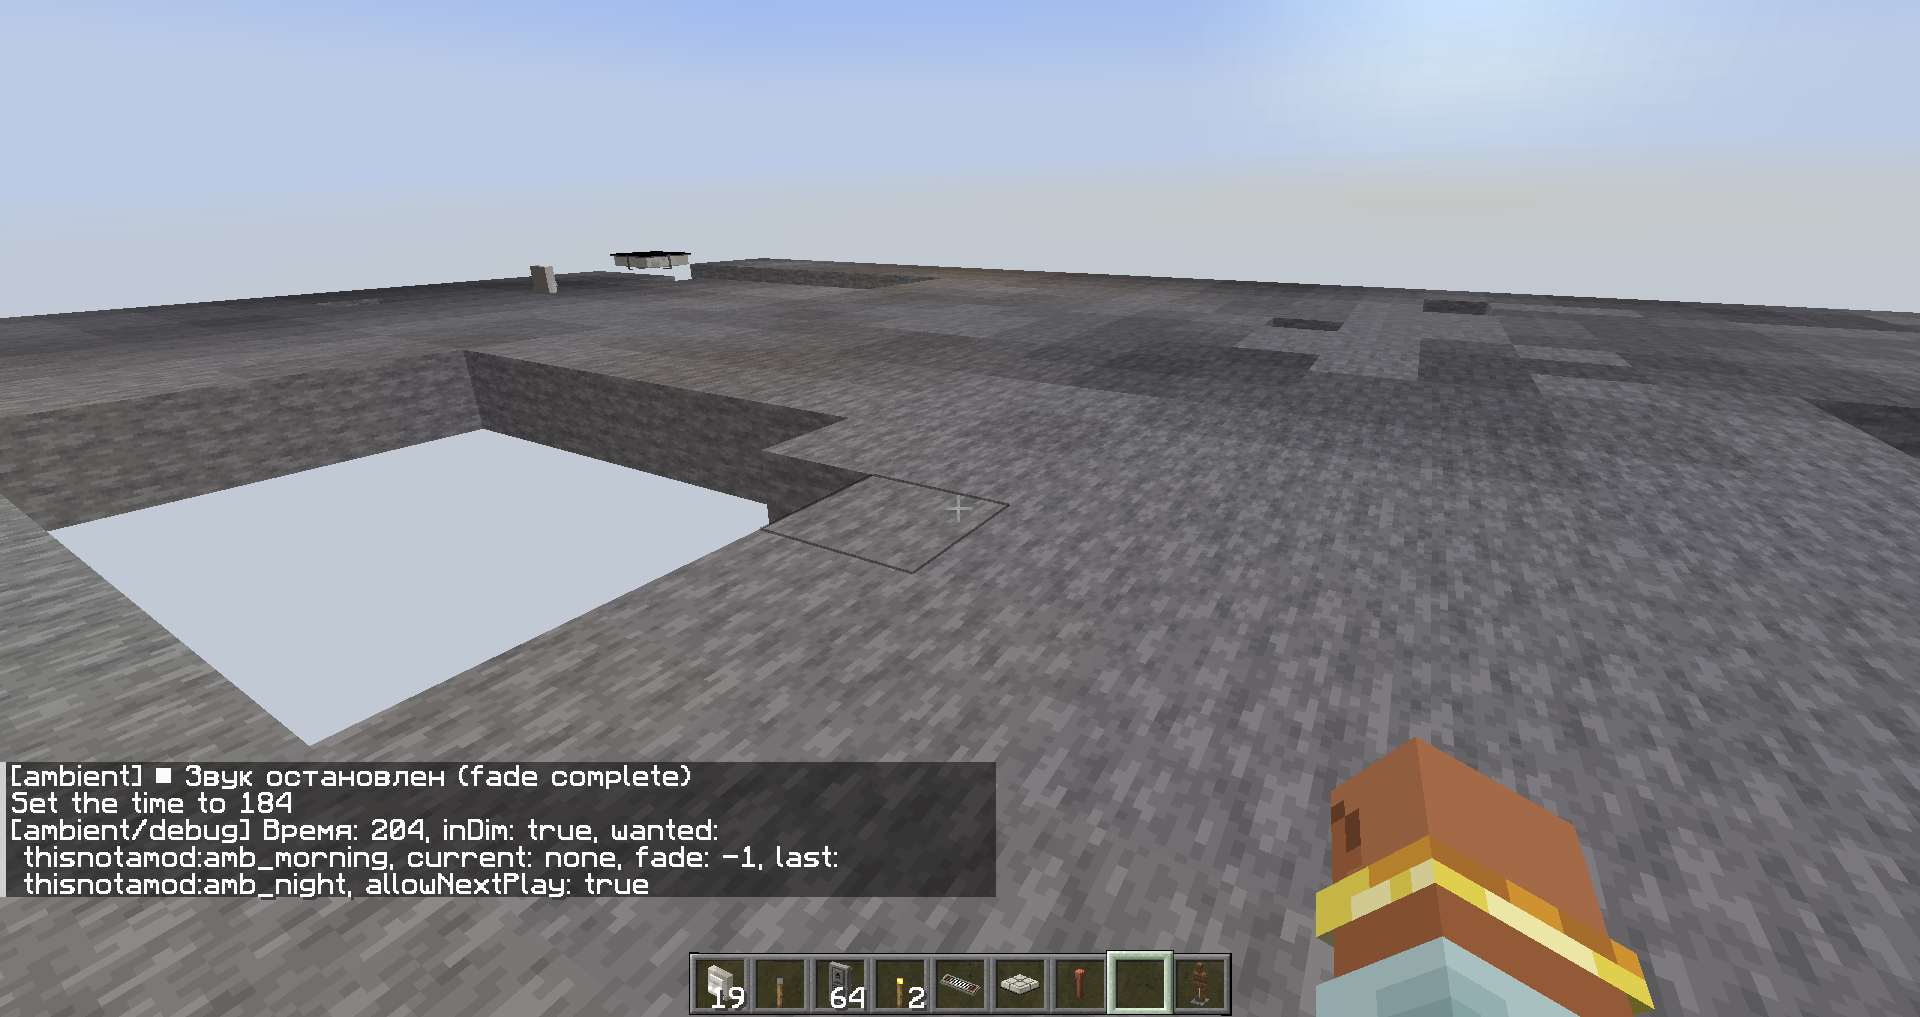 [ambient] ■ Звук остановлен (fade complete)
Set the time to 184
[ambient/debug] Время: 204, inDim: true, wanted:
thisnotamod:amb_morning, current: none, fade: -1, last:
thisnotamod:amb_night, allowNextPlay: true
19 64 2